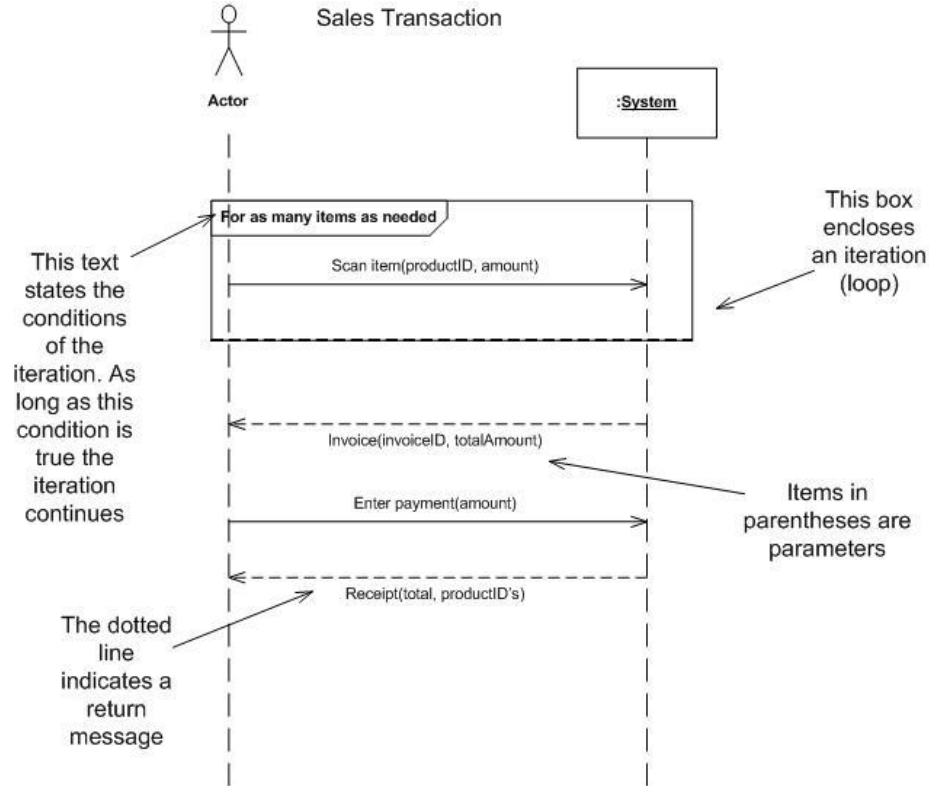 Sales Transaction
Actor
:System
For as many items as needed
Scan item(productID, amount)
This box
encloses
an iteration
(loop)
This text
states the
conditions
of the
iteration. As
long as this
condition is
true the
iteration
continues
Invoice(invoiceID, totalAmount)
Items in
parentheses are
parameters
Enter payment(amount)
Receipt(total, productID's)
The dotted
line
indicates a
return
message